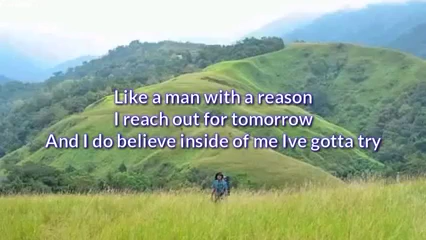 Like a man with a reason
I reach out for tomorrow
And I do believe inside of me Ive gotta try